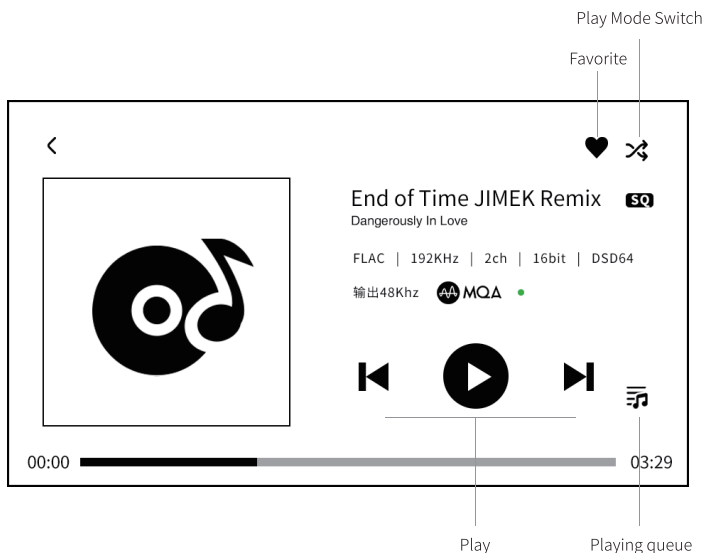 Play Mode Switch
Favorite
End of Time JIMEK Remix SQ
Dangerously In Love
FLAC | 192KHz | 2ch | 16bit | DSD64
输出48Khz MQA
00:00 03:29
Play Playing queue